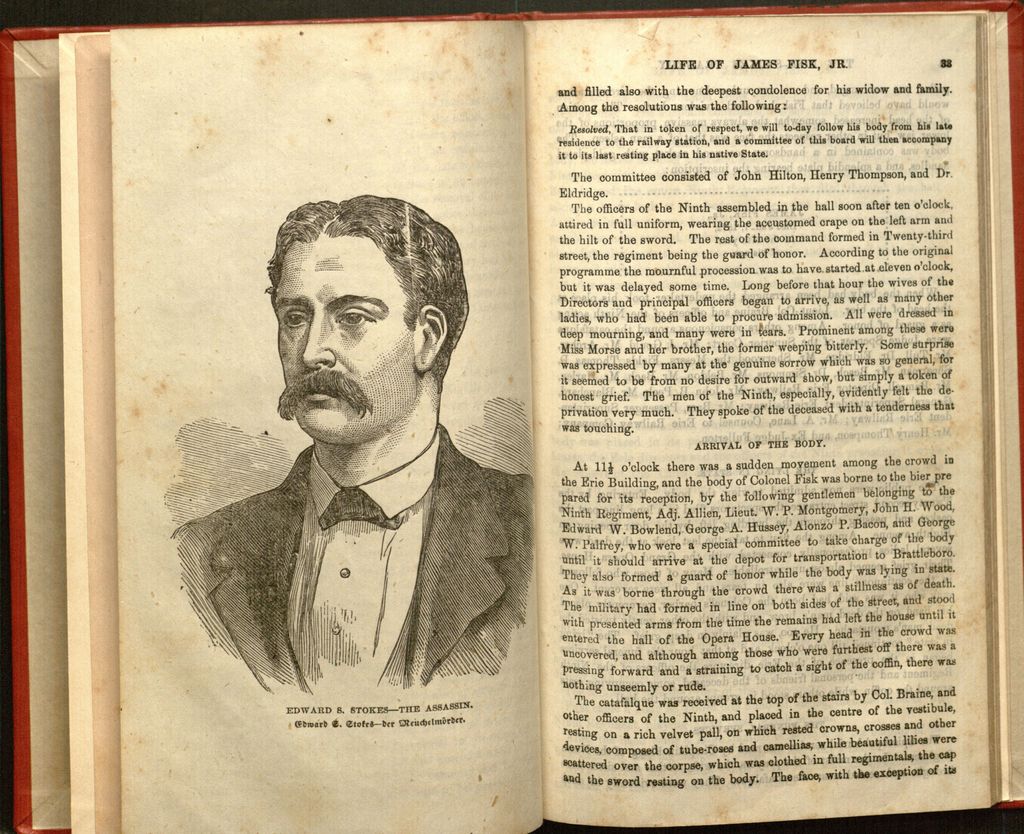 EDWARD S. STOKES—THE ASSASSIN.
Edward S. Stokes—der Meuchelmörder.
LIFE OF JAMES FISK, JR. 33
and filled also with the deepest condolence for his widow and family.
Among the resolutions was the following:
Resolved, That in token of respect, we will to-day follow his body from his late
residence to the railway station, and a committee of this board will then accompany
it to its last resting place in his native State.
The committee consisted of John Hilton, Henry Thompson, and Dr.
Eldridge.
The officers of the Ninth assembled in the hall soon after ten o'clock,
attired in full uniform, wearing the accustomed crape on the left arm and
the hilt of the sword. The rest of the command formed in Twenty-third
street, the regiment being the guard of honor. According to the original
programme the mournful procession was to have started at eleven o'clock,
but it was delayed some time. Long before that hour the wives of the
Directors and principal officers began to arrive, as well as many other
ladies, who had been able to procure admission. All were dressed in
deep mourning, and many were in tears. Prominent among these were
Miss Morse and her brother, the former weeping bitterly. Some surprise
was expressed by many at the genuine sorrow which was so general, for
it seemed to be from no desire for outward show, but simply a token of
honest grief. The men of the Ninth, especially, evidently felt the de-
privation very much. They spoke of the deceased with a tenderness that
was touching.
ARRIVAL OF THE BODY.
At 11½ o'clock there was a sudden movement among the crowd in
the Erie Building, and the body of Colonel Fisk was borne to the bier pre
pared for its reception, by the following gentlemen belonging to the
Ninth Regiment, Adj. Allien, Lieut. W. P. Montgomery, John H. Wood,
Edward W. Bowlend, George A. Hussey, Alonzo P. Bacon, and George
W. Palfrey, who were a special committee to take charge of the body
until it should arrive at the depot for transportation to Brattleboro.
They also formed a guard of honor while the body was lying in state.
As it was borne through the crowd there was a stillness as of death.
The military had formed in line on both sides of the street, and stood
with presented arms from the time the remains had left the house until it
entered the hall of the Opera House. Every head in the crowd was
uncovered, and although among those who were furthest off there was a
pressing forward and a straining to catch a sight of the coffin, there was
nothing unseemly or rude.
The catafalque was received at the top of the stairs by Col. Braine, and
other officers of the Ninth, and placed in the centre of the vestibule,
resting on a rich velvet pall, on which rested crowns, crosses and other
devices, composed of tube-roses and camellias, while beautiful lilies were
scattered over the corpse, which was clothed in full regimentals, the cap
and the sword resting on the body. The face, with the exception of its